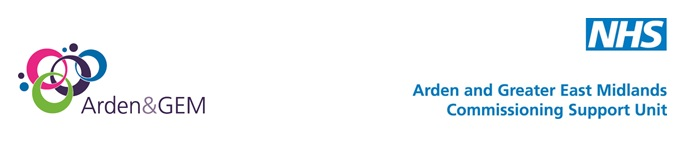 NHS
Arden&GEM
Arden and Greater East Midlands
Commissioning Support Unit